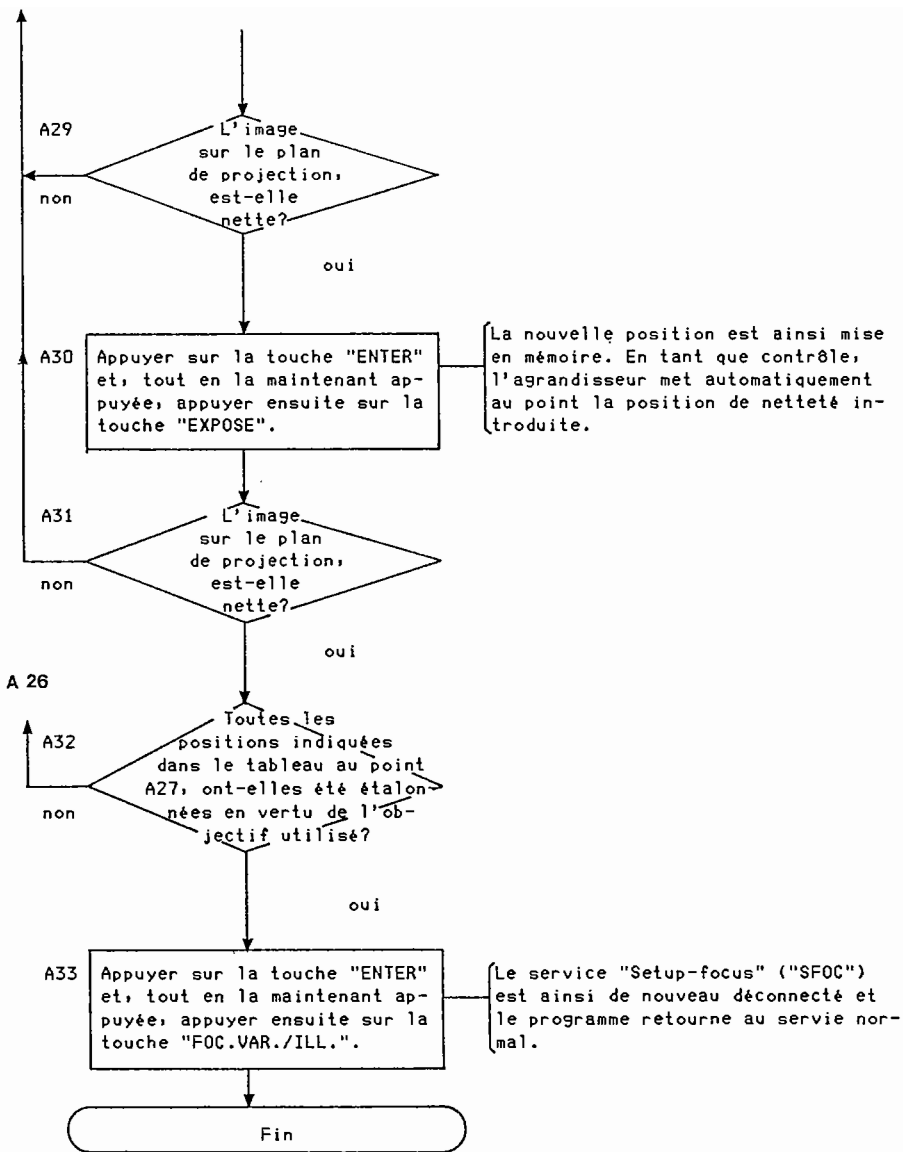 A29
L'image
sur le plan
de projection,
est-elle
nette?
non
oui
A30
Appuyer sur la touche "ENTER"
et, tout en la maintenant ap-
puyée, appuyer ensuite sur la
touche "EXPOSE".
La nouvelle position est ainsi mise
en mémoire. En tant que contrôle,
l'agrandisseur met automatiquement
au point la position de netteté in-
troduite.
A31
L'image
sur le plan
de projection,
est-elle
nette?
non
oui
A 26
A32
Toutes les
positions indiquées
dans le tableau au point
A27, ont-elles été étalon-
nées en vertu de l'ob-
jectif utilisé?
non
oui
A33
Appuyer sur la touche "ENTER"
et, tout en la maintenant ap-
puyée, appuyer ensuite sur la
touche "FOC.VAR./ILL.".
Le service "Setup-focus" ("SFOC")
est ainsi de nouveau déconnecté et
le programme retourne au servie nor-
mal.
Fin